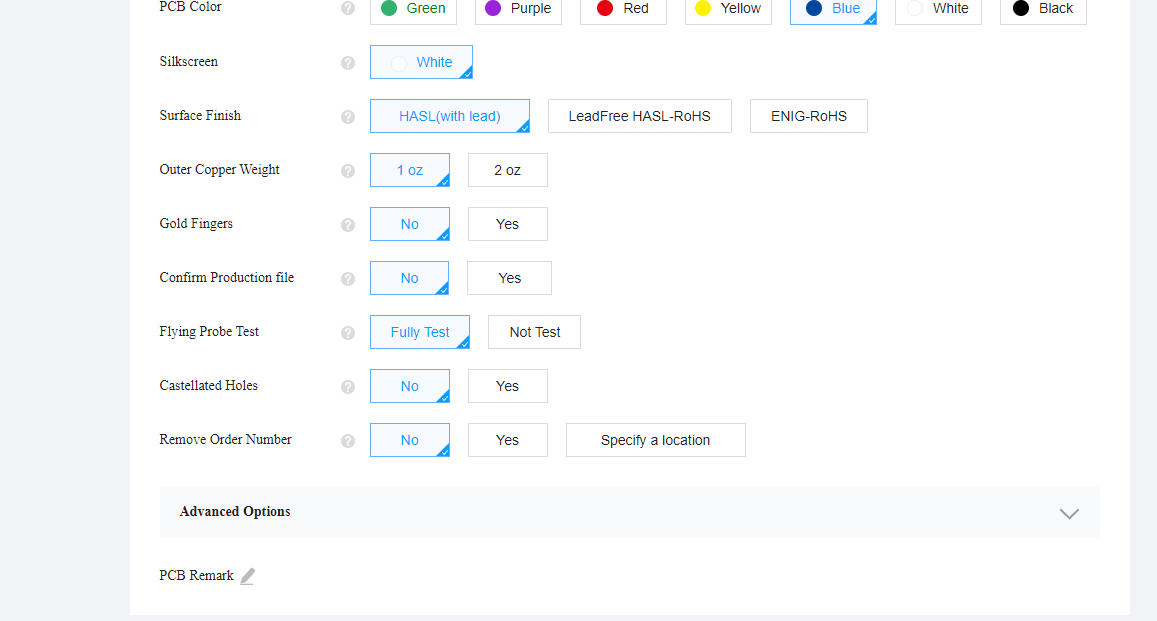 PCB Color ? Green Purple Red Yellow Blue White Black
Silkscreen ? White
Surface Finish ? HASL(with lead) LeadFree HASL-RoHS ENIG-RoHS
Outer Copper Weight ? 1 oz 2 oz
Gold Fingers ? No Yes
Confirm Production file ? No Yes
Flying Probe Test ? Fully Test Not Test
Castellated Holes ? No Yes
Remove Order Number ? No Yes Specify a location
Advanced Options
PCB Remark